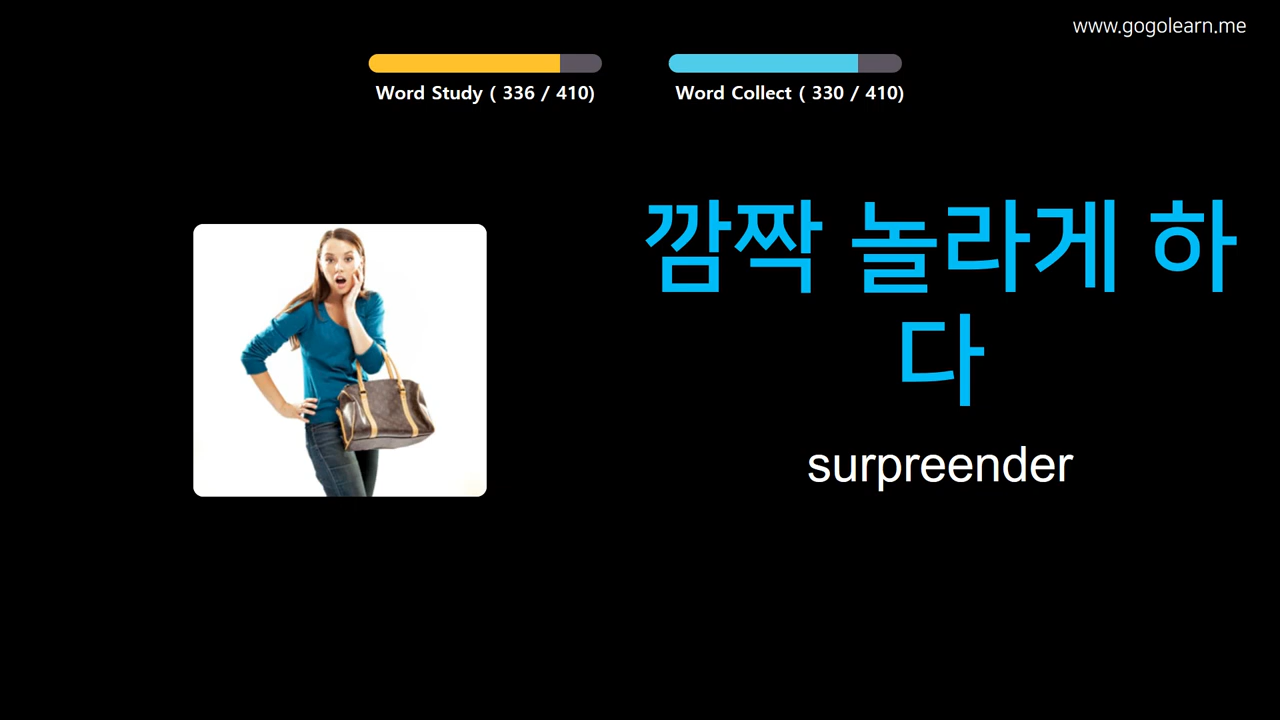 www.gogolearn.me
Word Study ( 336 / 410)
Word Collect ( 330 / 410)
깜짝 놀라게 하
다
surpreender